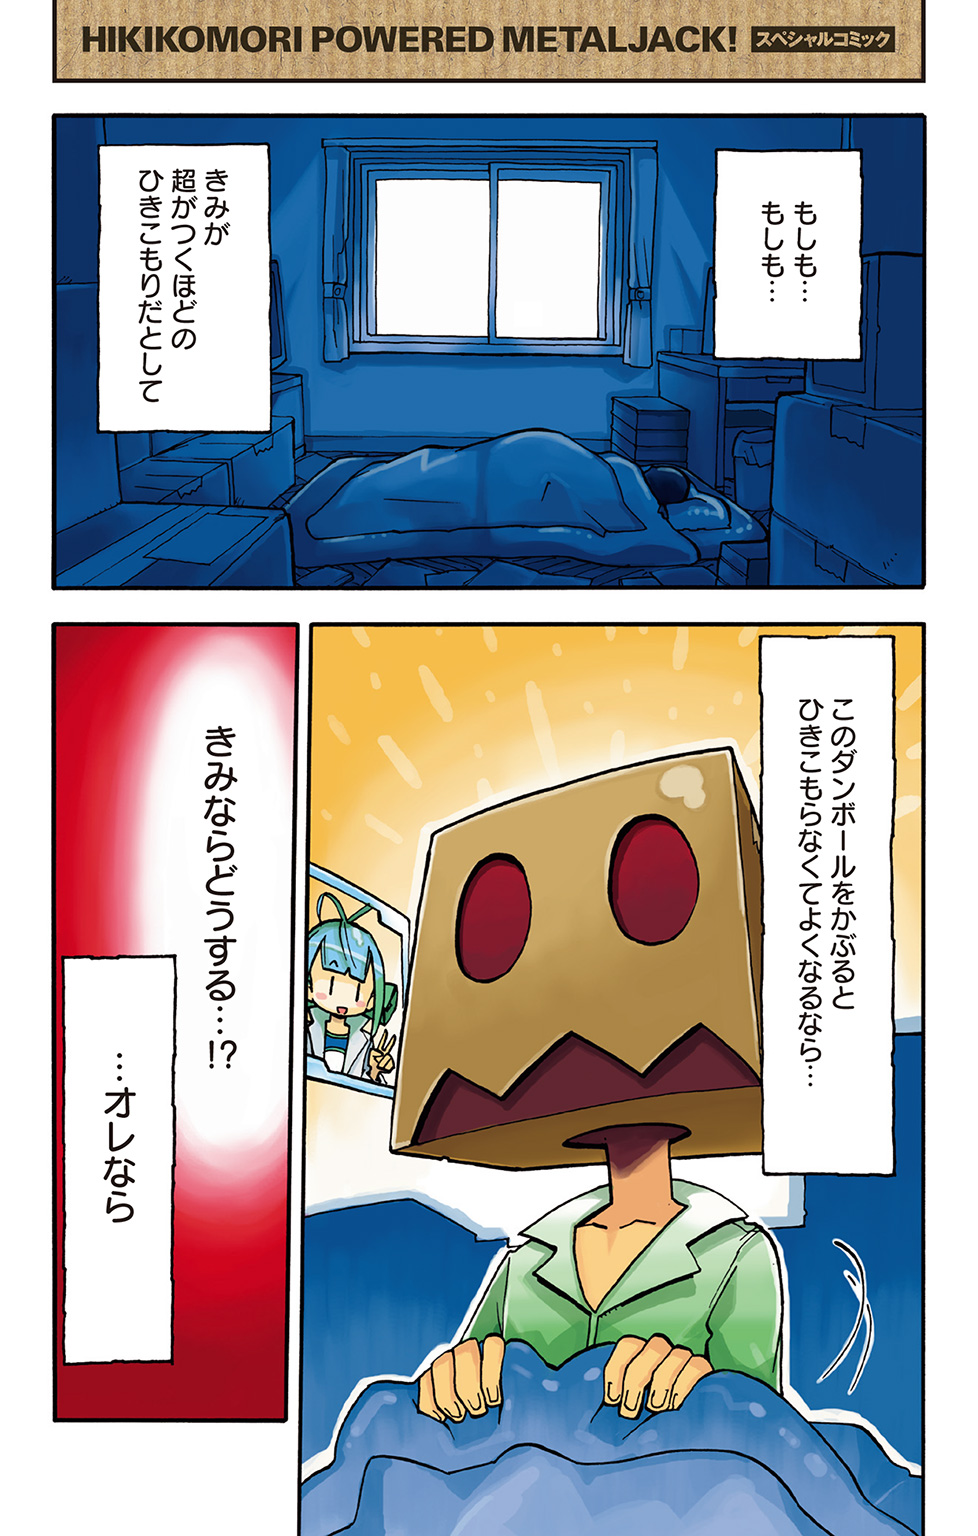 HIKIKOMORI POWERED METALJACK! スペシャルコミック
もしも…
もしも…
きみが
超がつくほどの
ひきこもりだとして
このダンボールをかぶると
ひきこもらなくてよくなるなら…
きみならどうする…!?
…オレなら